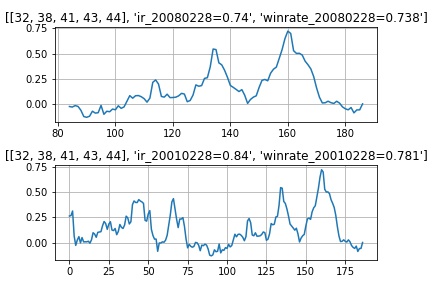 [[32, 38, 41, 43, 44], 'ir_20080228=0.74', 'winrate_20080228=0.738']
0.75
0.50
0.25
0.00
80 100 120 140 160 180
[[32, 38, 41, 43, 44], 'ir_20010228=0.84', 'winrate_20010228=0.781']
0.75
0.50
0.25
0.00
0 25 50 75 100 125 150 175